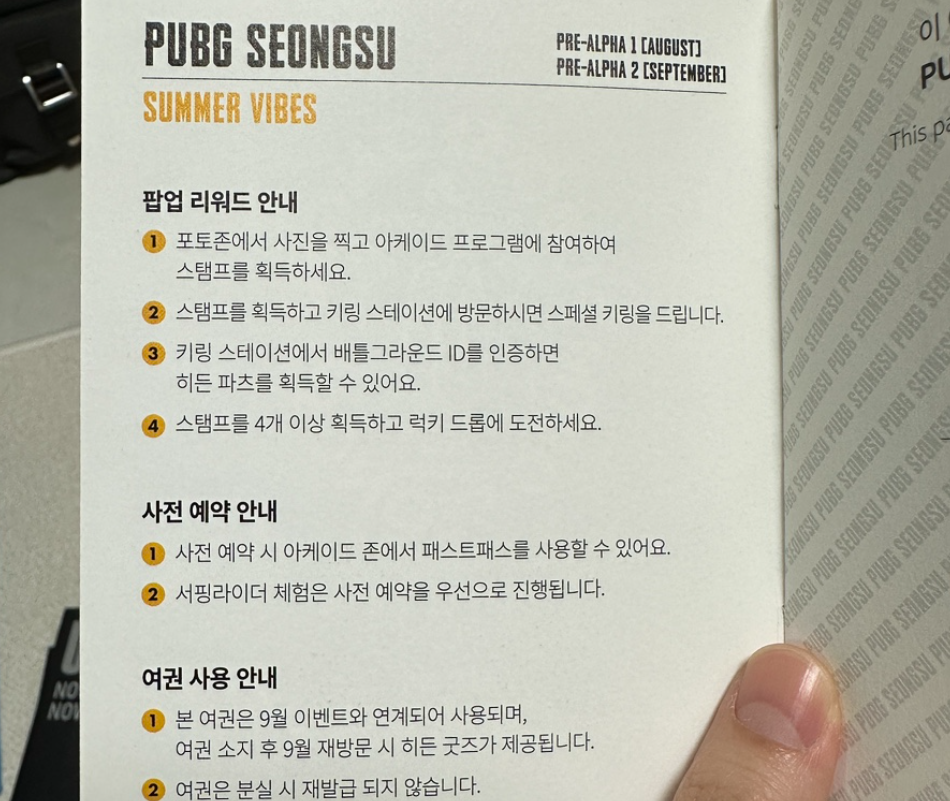 PUBG SEONGSU
PRE-ALPHA 1 [AUGUST]
PRE-ALPHA 2 [SEPTEMBER]
SUMMER VIBES
팝업 리워드 안내
1 포토존에서 사진을 찍고 아케이드 프로그램에 참여하여
스탬프를 획득하세요.
2 스탬프를 획득하고 키링 스테이션에 방문하시면 스페셜 키링을 드립니다.
3 키링 스테이션에서 배틀그라운드 ID를 인증하면
히든 파츠를 획득할 수 있어요.
4 스탬프를 4개 이상 획득하고 럭키 드롭에 도전하세요.
사전 예약 안내
1 사전 예약 시 아케이드 존에서 패스트패스를 사용할 수 있어요.
2 서핑라이더 체험은 사전 예약을 우선으로 진행됩니다.
여권 사용 안내
1 본 여권은 9월 이벤트와 연계되어 사용되며,
여권 소지 후 9월 재방문 시 히든 굿즈가 제공됩니다.
2 여권은 분실 시 재발급 되지 않습니다.
이
This
PUBG SEONGSU PUBG SEONGSU PUBG SEONGSU